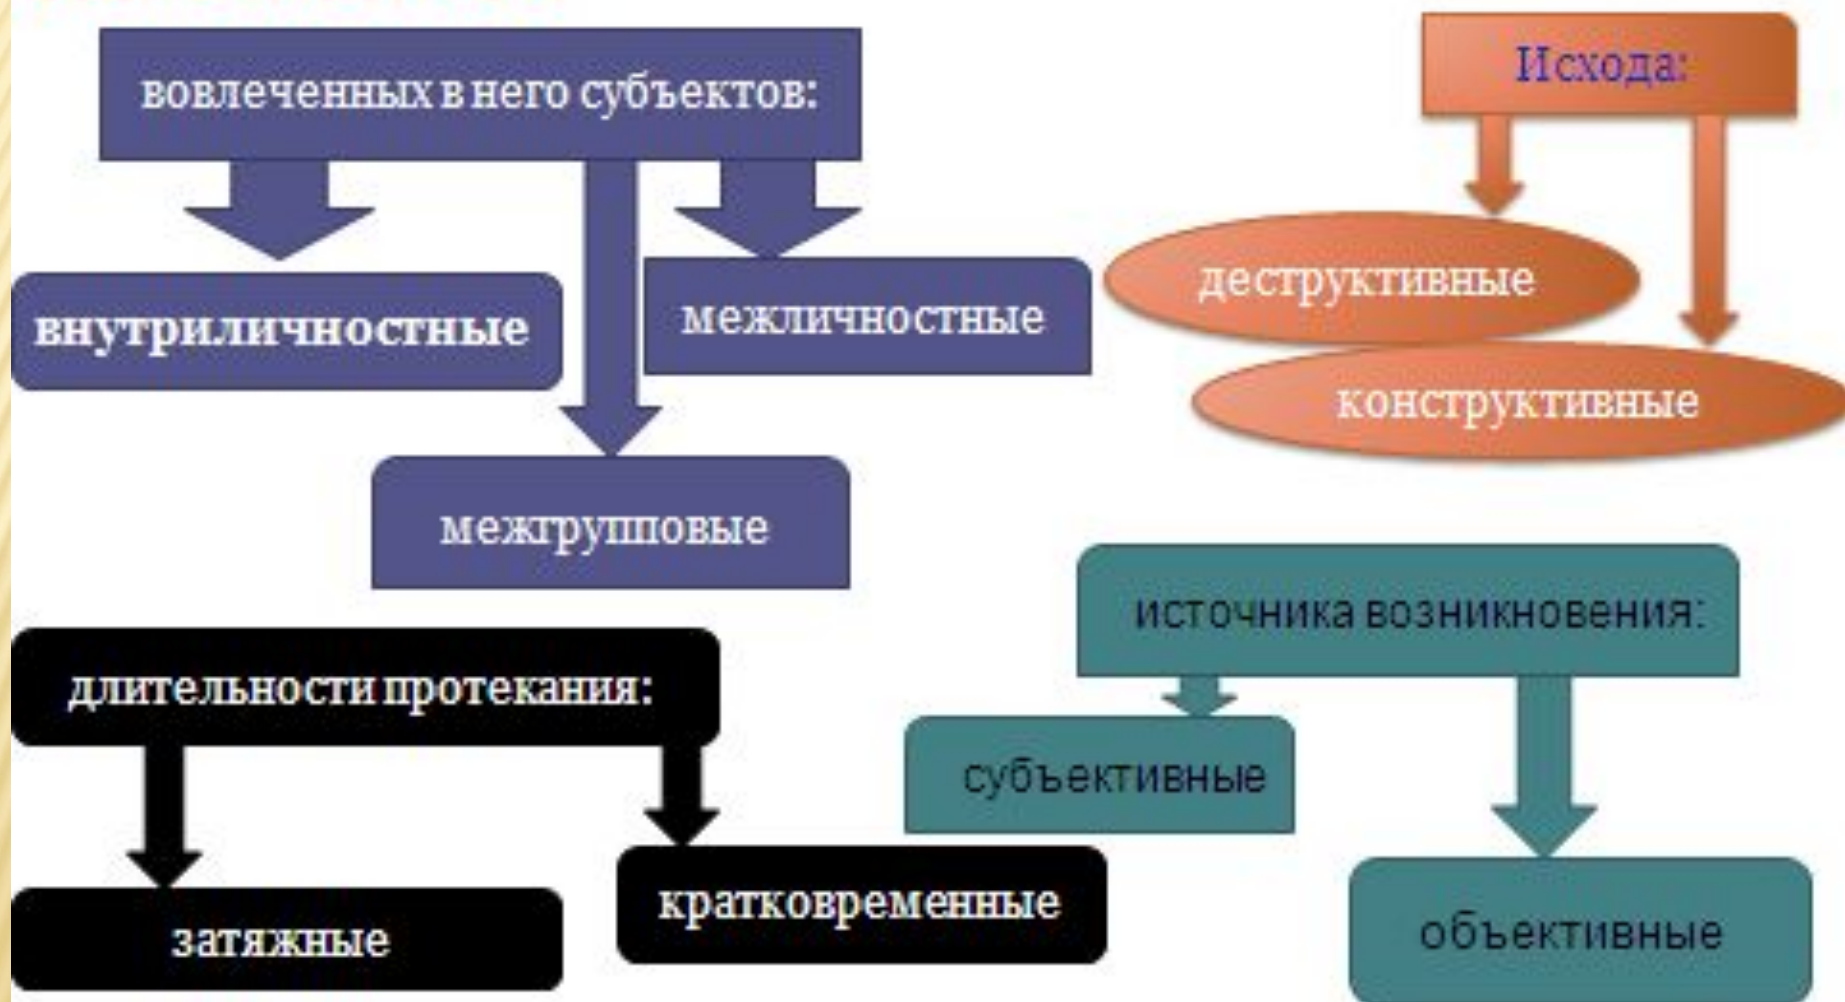 вовлеченных в него субъектов:
внутриличностные
межличностные
межгрупповые
Исхода:
деструктивные
конструктивные
длительности протекания:
затяжные
кратковременные
источника возникновения:
субъективные
объективные